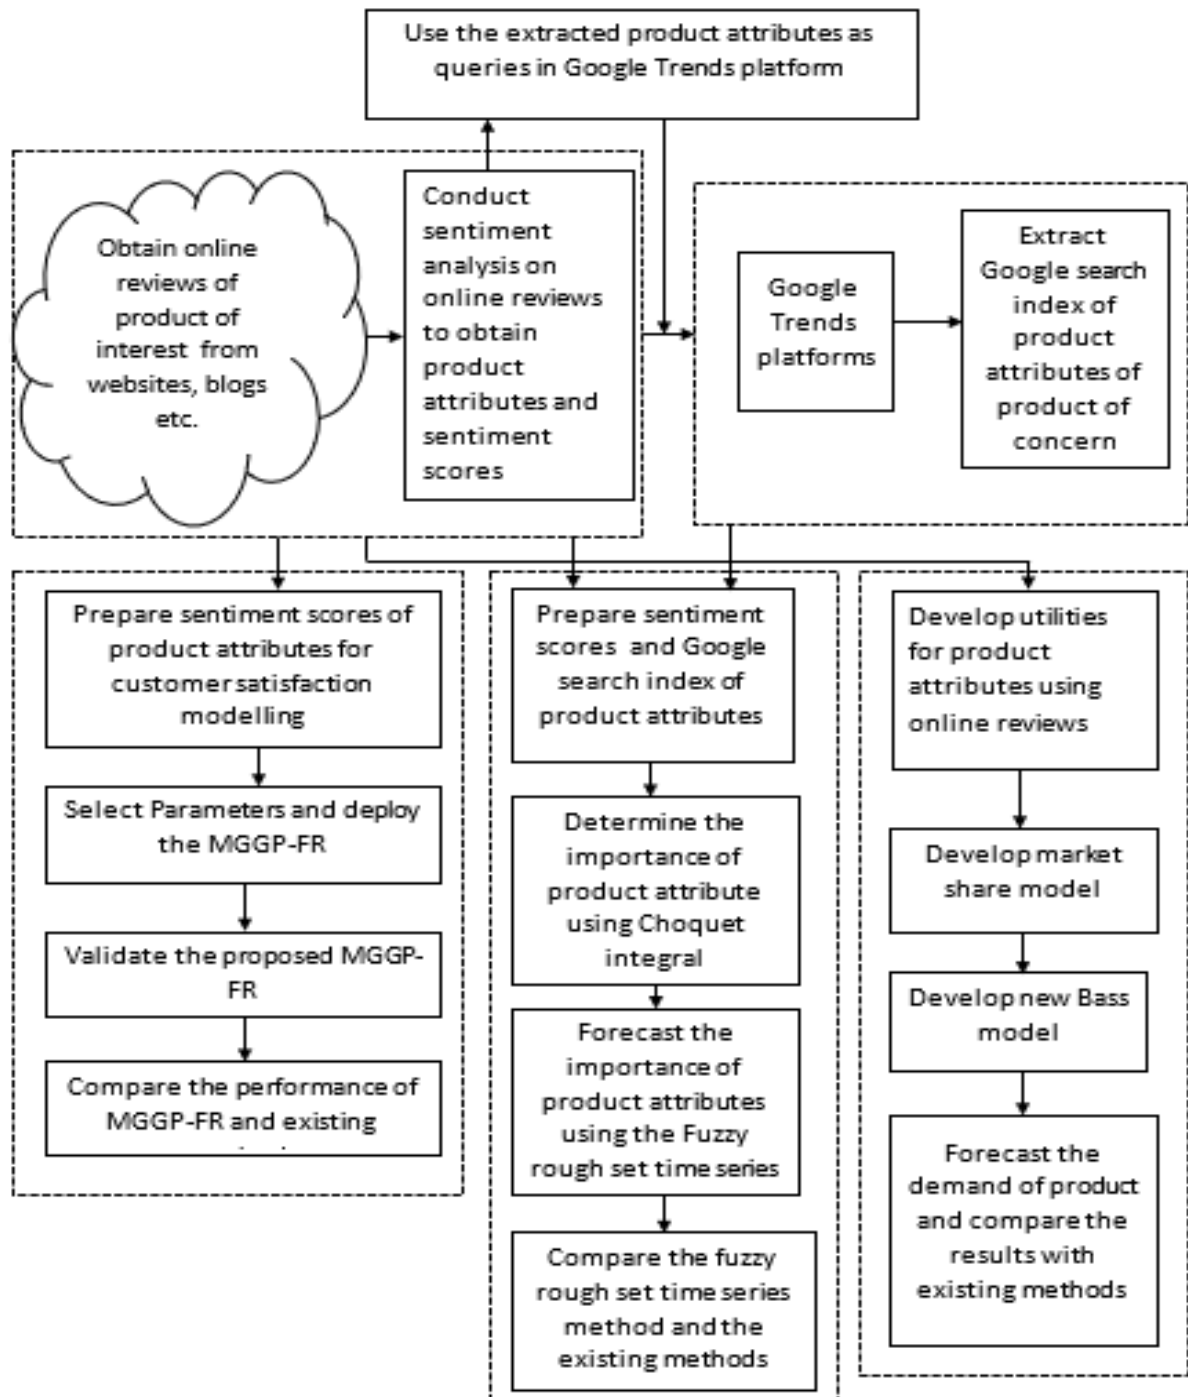 Use the extracted product attributes as
queries in Google Trends platform
Obtain online
reviews of
product of
interest from
websites, blogs
etc.
Conduct
sentiment
analysis on
online reviews
to obtain
product
attributes and
sentiment
scores
Google
Trends
platforms
Extract
Google search
index of
product
attributes of
product of
concern
Prepare sentiment scores of
product attributes for
customer satisfaction
modelling
Select Parameters and deploy
the MGGP-FR
Validate the proposed MGGP-
FR
Compare the performance of
MGGP-FR and existing
Prepare sentiment
scores and Google
search index of
product attributes
Determine the
importance of
product attribute
using Choquet
integral
Forecast the
importance of
product attributes
using the Fuzzy
rough set time series
Compare the fuzzy
rough set time series
method and the
existing methods
Develop utilities
for product
attributes using
online reviews
Develop market
share model
Develop new Bass
model
Forecast the
demand of product
and compare the
results with
existing methods